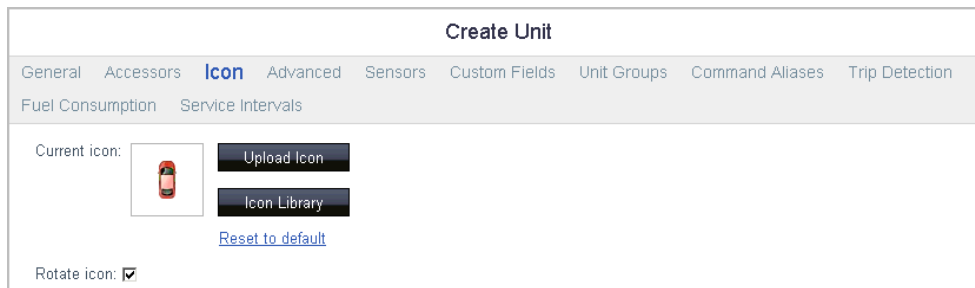 Create Unit
General Accessors Icon Advanced Sensors Custom Fields Unit Groups Command Aliases Trip Detection
Fuel Consumption Service Intervals
Current icon:
Upload Icon
Icon Library
Reset to default
Rotate icon: